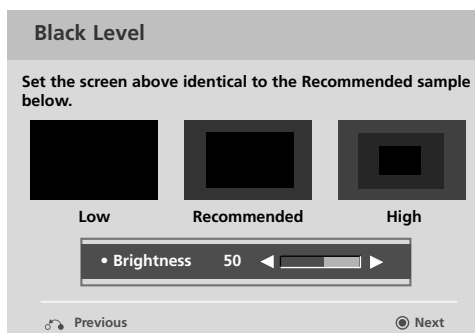 Black Level
Set the screen above identical to the Recommended sample
below.
Low Recommended High
• Brightness 50
Previous Next